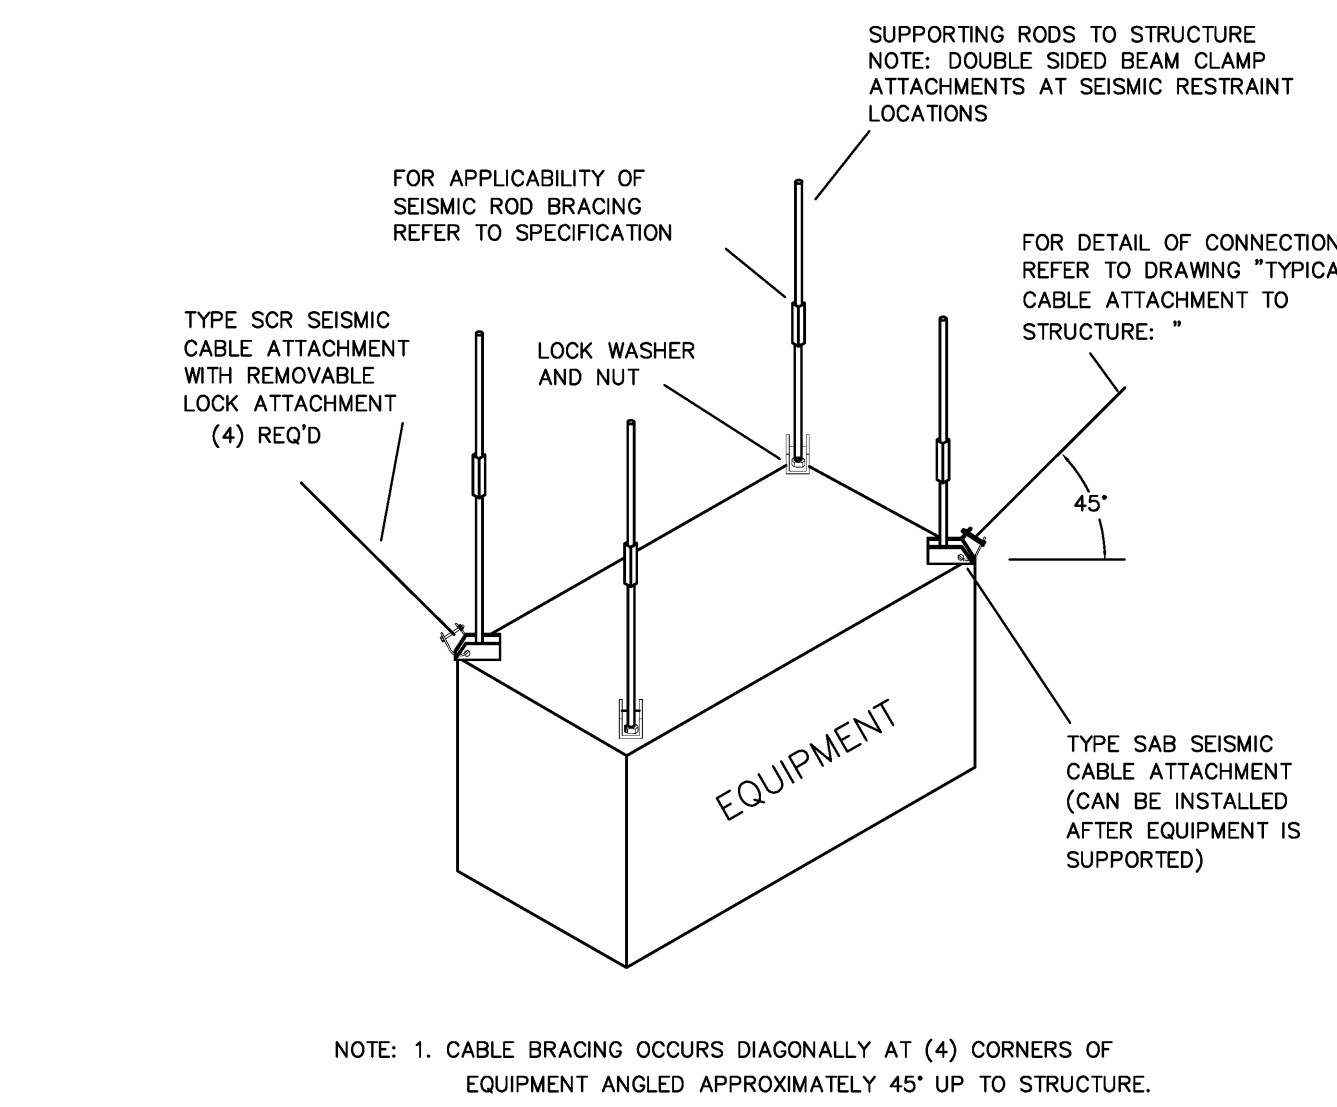 SUPPORTING RODS TO STRUCTURE
NOTE: DOUBLE SIDED BEAM CLAMP
ATTACHMENTS AT SEISMIC RESTRAINT
LOCATIONS
FOR APPLICABILITY OF
SEISMIC ROD BRACING
REFER TO SPECIFICATION
FOR DETAIL OF CONNECTION
REFER TO DRAWING "TYPICA
CABLE ATTACHMENT TO
STRUCTURE: "
TYPE SCR SEISMIC
CABLE ATTACHMENT
WITH REMOVABLE
LOCK ATTACHMENT
(4) REQ'D
LOCK WASHER
AND NUT
45°
EQUIPMENT
TYPE SAB SEISMIC
CABLE ATTACHMENT
(CAN BE INSTALLED
AFTER EQUIPMENT IS
SUPPORTED)
NOTE: 1. CABLE BRACING OCCURS DIAGONALLY AT (4) CORNERS OF
EQUIPMENT ANGLED APPROXIMATELY 45° UP TO STRUCTURE.